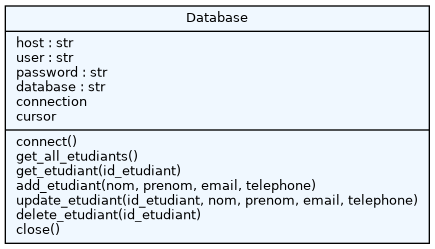 Database
host : str
user : str
password : str
database : str
connection
cursor
connect()
get_all_etudiants()
get_etudiant(id_etudiant)
add_etudiant(nom, prenom, email, telephone)
update_etudiant(id_etudiant, nom, prenom, email, telephone)
delete_etudiant(id_etudiant)
close()